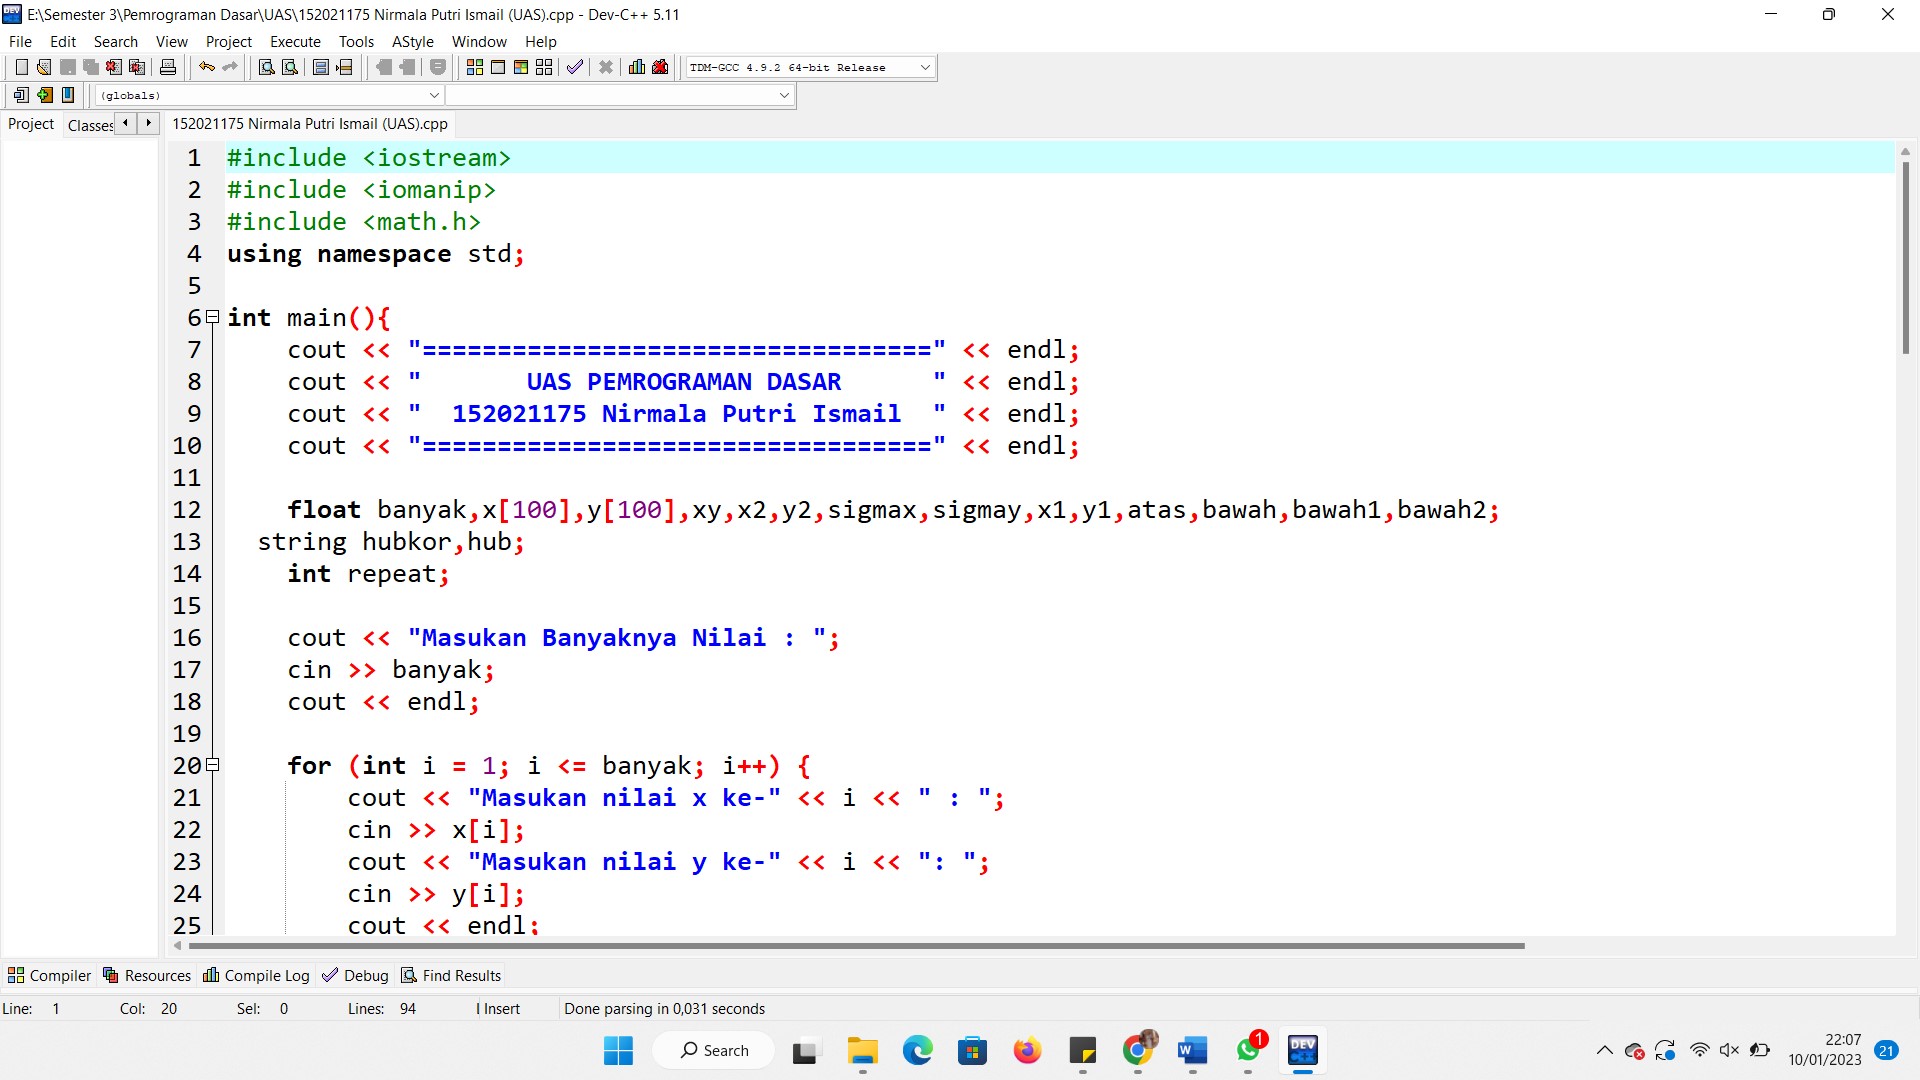 E:\Semester 3\Pemrograman Dasar\UAS\152021175 Nirmala Putri Ismail (UAS).cpp - Dev-C++ 5.11
File Edit Search View Project Execute Tools AStyle Window Help
TDM-GCC 4.9.2 64-bit Release
(globals)
Project Classes 152021175 Nirmala Putri Ismail (UAS).cpp
1 #include <iostream>
2 #include <iomanip>
3 #include <math.h>
4 using namespace std;
5
6 int main(){
7 cout << "==================================" << endl;
8 cout << "       UAS PEMROGRAMAN DASAR      " << endl;
9 cout << "  152021175 Nirmala Putri Ismail  " << endl;
10 cout << "==================================" << endl;
11
12 float banyak,x[100],y[100],xy,x2,y2,sigmax,sigmay,x1,y1,atas,bawah,bawah1,bawah2;
13 string hubkor,hub;
14 int repeat;
15
16 cout << "Masukan Banyaknya Nilai : ";
17 cin >> banyak;
18 cout << endl;
19
20 for (int i = 1; i <= banyak; i++) {
21 cout << "Masukan nilai x ke-" << i << " : ";
22 cin >> x[i];
23 cout << "Masukan nilai y ke-" << i << ": ";
24 cin >> y[i];
25 cout << endl;
Compiler Resources Compile Log Debug Find Results
Line: 1 Col: 20 Sel: 0 Lines: 94 Insert Done parsing in 0,031 seconds
Search
1
DEV C++
22:07
10/01/2023
21